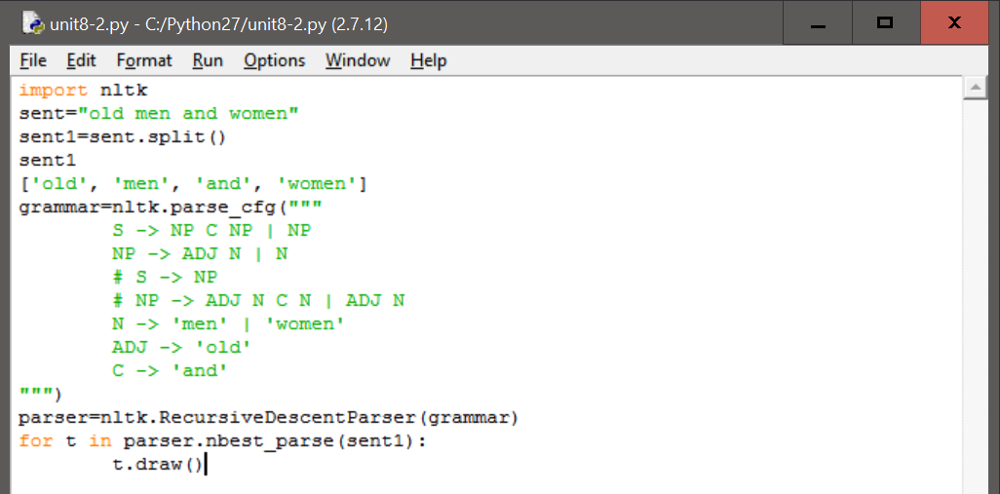 unit8-2.py - C:/Python27/unit8-2.py (2.7.12)
File Edit Format Run Options Window Help
import nltk
sent="old men and women"
sent1=sent.split()
sent1
['old', 'men', 'and', 'women']
grammar=nltk.parse_cfg("""
        S -> NP C NP | NP
        NP -> ADJ N | N
        # S -> NP
        # NP -> ADJ N C N | ADJ N
        N -> 'men' | 'women'
        ADJ -> 'old'
        C -> 'and'
""")
parser=nltk.RecursiveDescentParser(grammar)
for t in parser.nbest_parse(sent1):
        t.draw()